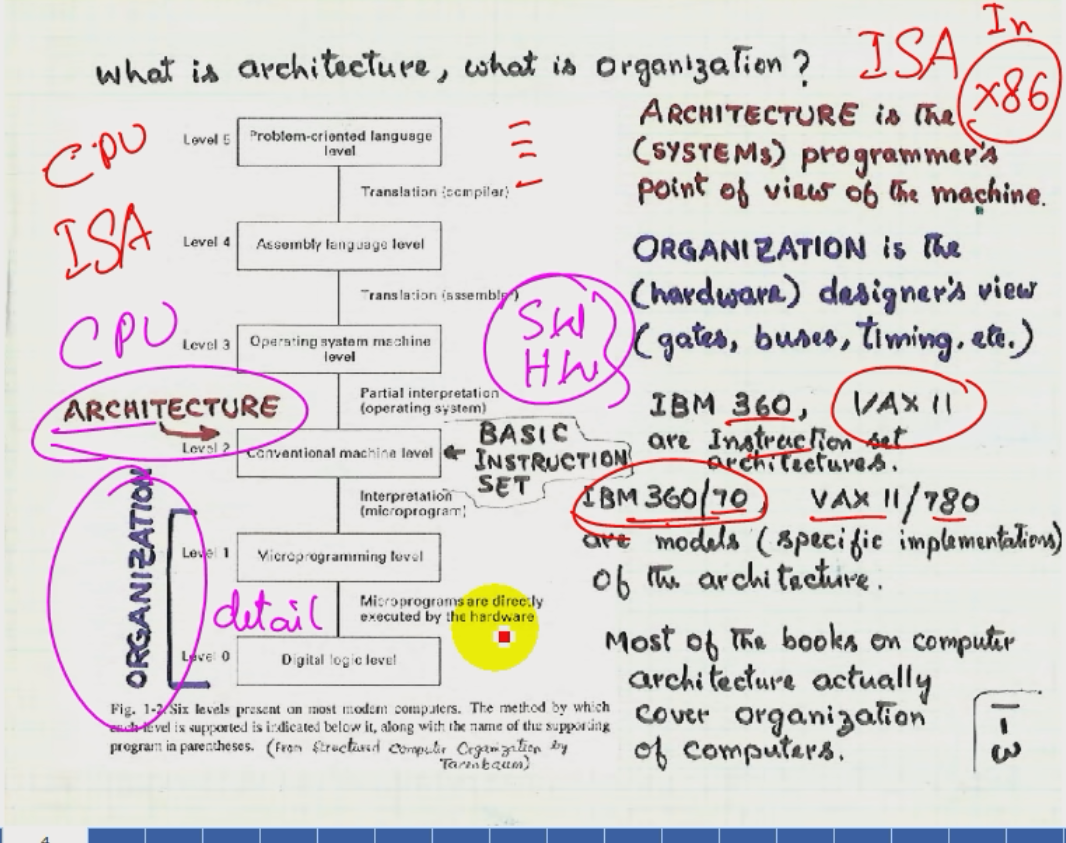 What is architecture, what is organization?
ISA
In
x86
CPU
ISA
CPU
Level 5
Problem-oriented language
level
Translation (compiler)
Level 4
Assembly language level
Translation (assembler)
Level 3
Operating system machine
level
SW
HW
Partial interpretation
(operating system)
ARCHITECTURE
Level 2
Conventional machine level
BASIC
INSTRUCTION
SET
Interpretation
(microprogram)
ORGANIZATION
Level 1
Microprogramming level
detail
Microprograms are directly
executed by the hardware
Level 0
Digital logic level
Fig. 1-2 Six levels present on most modern computers. The method by which
each level is supported is indicated below it, along with the name of the supporting
program in parentheses. (From Structured Computer Organization by
Tanenbaum)
ARCHITECTURE is the
(SYSTEMs) programmer's
point of view of the machine.
ORGANIZATION is the
(hardware) designer's view
(gates, buses, timing, etc.)
IBM 360, VAX 11
are Instruction set
architectures.
IBM 360/70, VAX 11/780
are models (specific implementations)
of the architecture.
Most of the books on computer
architecture actually
cover organization
of computers.
1-3
4